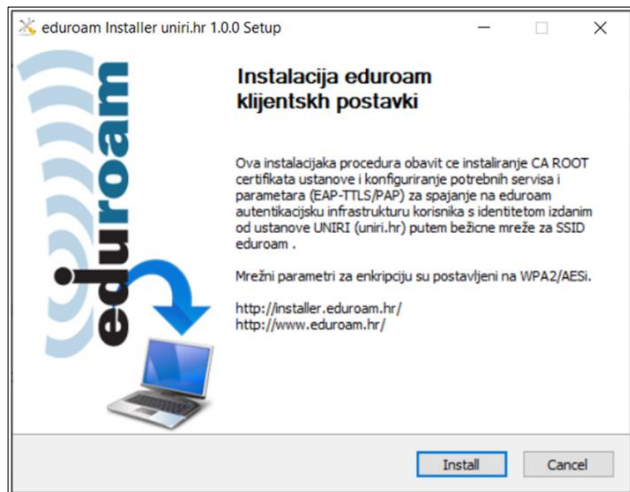 eduroam Installer uniri.hr 1.0.0 Setup
eduroam
Instalacija eduroam
klijentskh postavki
Ova instalacijaka procedura obavit ce instaliranje CA ROOT
certifikata ustanove i konfiguriranje potrebnih servisa i
parametara (EAP-TTLS/PAP) za spajanje na eduroam
autentikacijsku infrastrukturu korisnika s identitetom izdanim
od ustanove UNIRI (uniri.hr) putem bežicne mreže za SSID
eduroam .
Mrežni parametri za enkripciju su postavljeni na WPA2/AESi.
http://installer.eduroam.hr/
http://www.eduroam.hr/
Install
Cancel